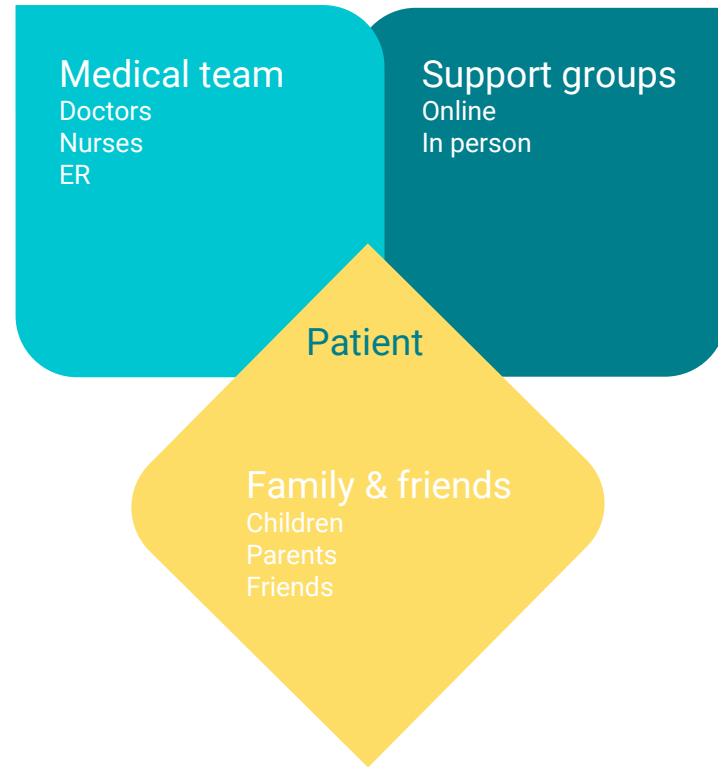 Medical team
Doctors
Nurses
ER
Support groups
Online
In person
Patient
Family & friends
Children
Parents
Friends